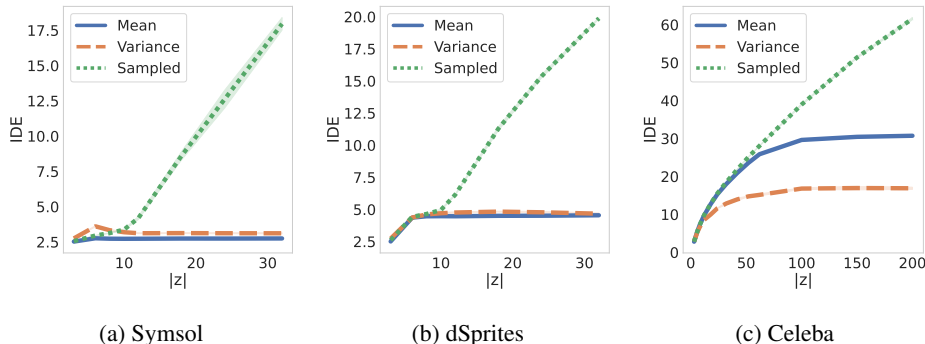 Mean
Variance
Sampled
17.5
15.0
12.5
10.0
7.5
5.0
2.5
IDE
10
20
30
|z|
(a) Symsol
Mean
Variance
Sampled
20.0
17.5
15.0
12.5
10.0
7.5
5.0
2.5
IDE
10
20
30
|z|
(b) dSprites
Mean
Variance
Sampled
60
50
40
30
20
10
0
IDE
0
50
100
150
200
|z|
(c) Celeba